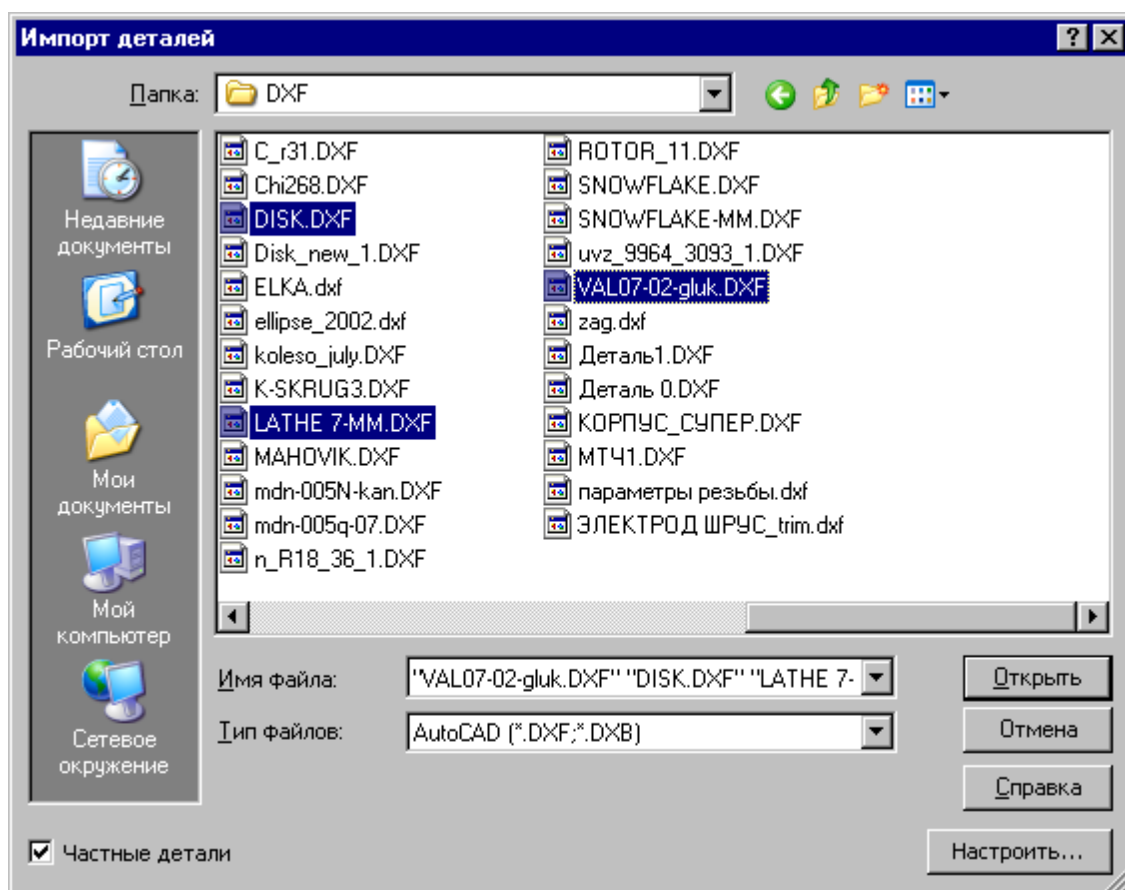 Импорт деталей
Папка:
DXF
Недавние
документы
Рабочий стол
Мои
документы
Мой
компьютер
Сетевое
окружение
C_r31.DXF
Chi268.DXF
DISK.DXF
Disk_new_1.DXF
ELKA.dxf
ellipse_2002.dxf
koleso_july.DXF
K-SKRUG3.DXF
LATHE 7-MM.DXF
MAHOVIK.DXF
mdn-005N-kan.DXF
mdn-005q-07.DXF
n_R18_36_1.DXF
ROTOR_11.DXF
SNOWFLAKE.DXF
SNOWFLAKE-MM.DXF
uvz_9964_3093_1.DXF
VAL07-02-gluk.DXF
zag.dxf
Деталь1.DXF
Деталь 0.DXF
КОРПУС_СУПЕР.DXF
МТЧ1.DXF
параметры резьбы.dxf
ЭЛЕКТРОД ШРУС_trim.dxf
Имя файла:
"VAL07-02-gluk.DXF" "DISK.DXF" "LATHE 7-
Открыть
Тип файлов:
AutoCAD (*.DXF;*.DXB)
Отмена
Справка
Частные детали
Настроить...